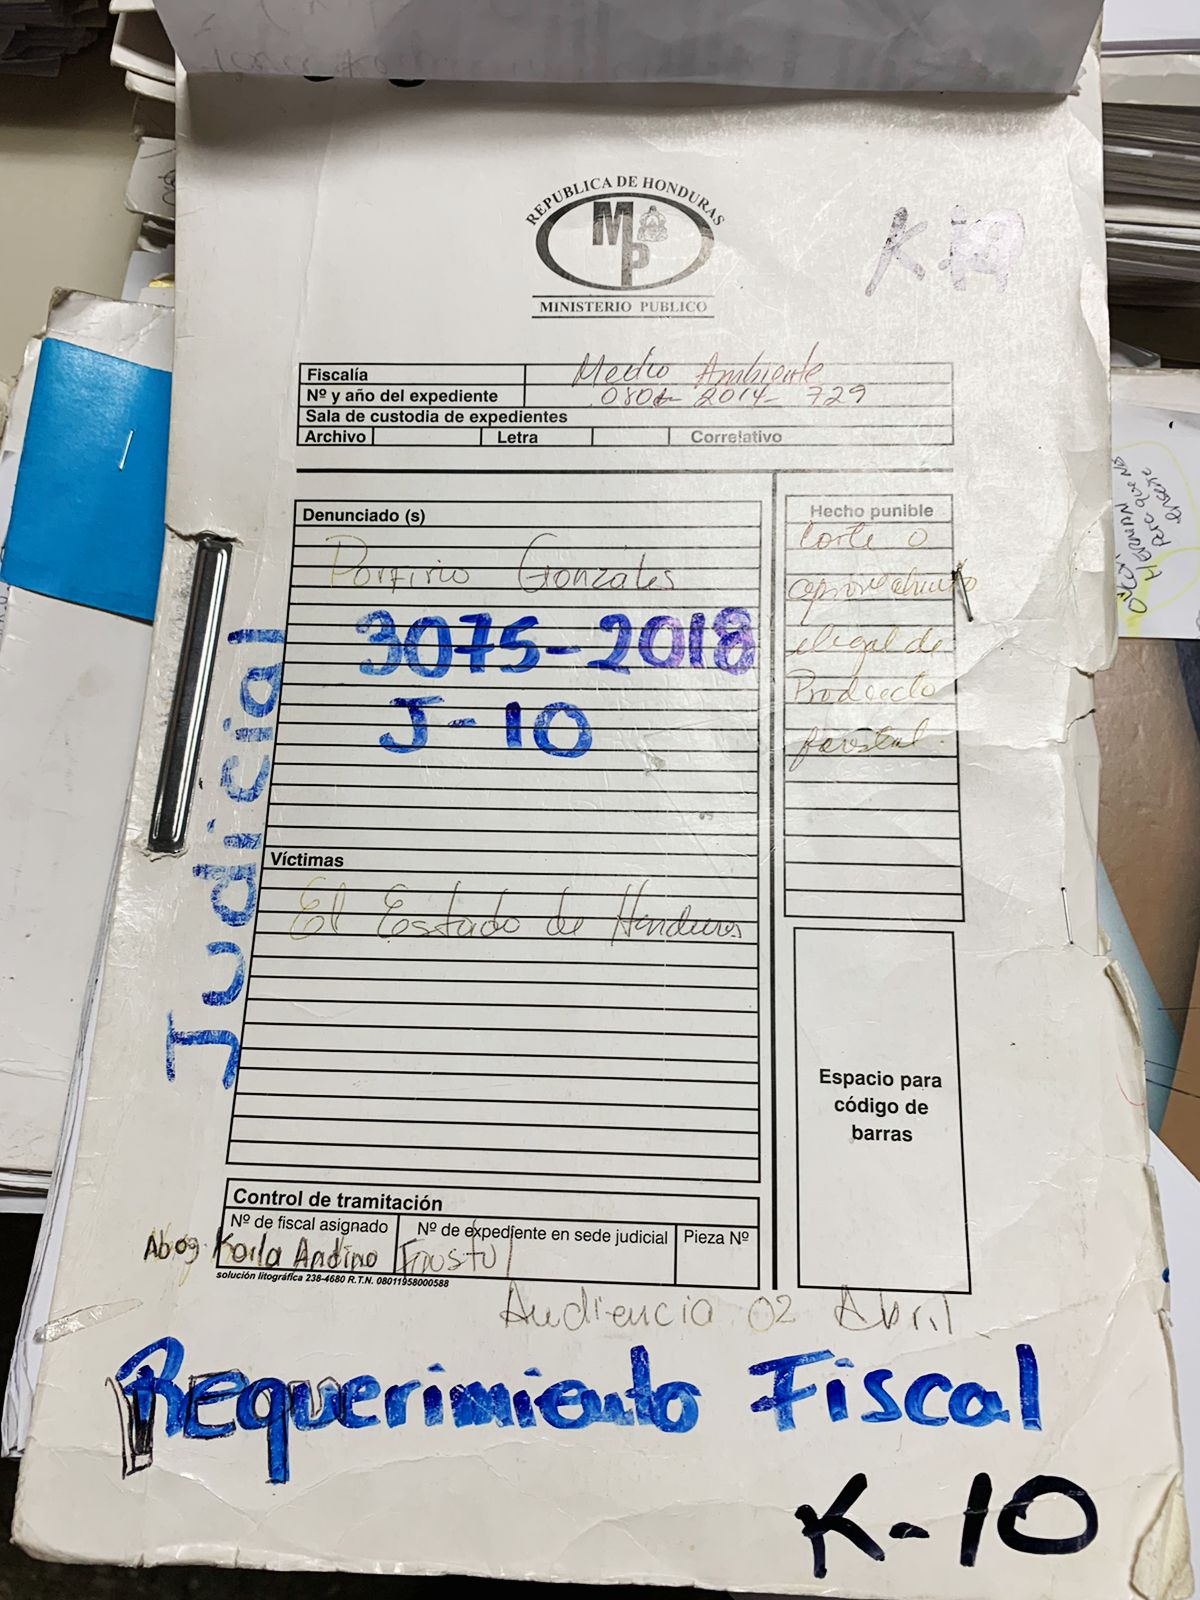 REPUBLICA DE HONDURAS
MP
MINISTERIO PUBLICO
K-10
Fiscalía Medio Ambiente
Nº y año del expediente 0801-2014-729
Sala de custodia de expedientes
Archivo Letra Correlativo
Denunciado (s)
Porfirio Gonzales
3075-2018
J-10
Hecho punible
Corte o
aprovechamiento
ilegal de
Producto
forestal.
Judicial
Víctimas
El Estado de Honduras
Espacio para
código de
barras
Control de tramitación
Nº de fiscal asignado Nº de expediente en sede judicial Pieza Nº
Abog. Karla Andino
solución litográfica 238-4680 R.T.N. 08011958000588
Audiencia 02 Abril
Requerimiento Fiscal
K-10